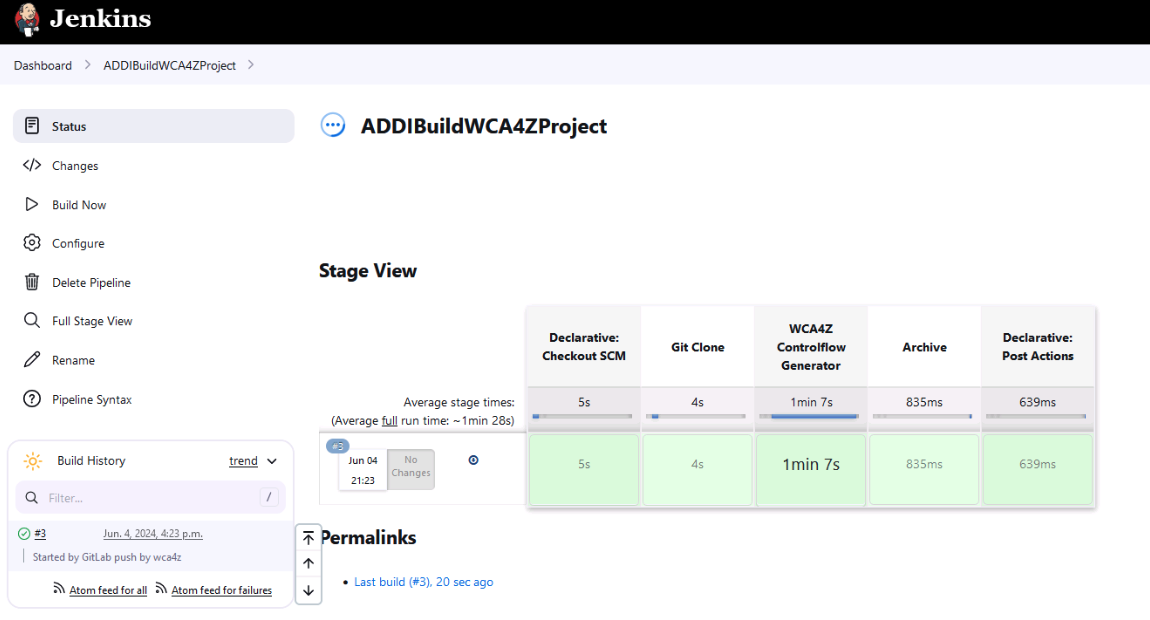 Jenkins
Dashboard
ADDIBuildWCA4ZProject
Status
Changes
Build Now
Configure
Delete Pipeline
Full Stage View
Rename
Pipeline Syntax
Build History
trend
Filter...
/
#3
Jun. 4, 2024, 4:23 p.m.
Started by GitLab push by wca4z
Atom feed for all
Atom feed for failures
ADDIBuildWCA4ZProject
Stage View
Declarative:
Checkout SCM
Git Clone
WCA4Z
Controlflow
Generator
Archive
Declarative:
Post Actions
Average stage times:
(Average full run time: ~1min 28s)
5s
4s
1min 7s
835ms
639ms
#3
Jun 04
21:23
No
Changes
5s
4s
1min 7s
835ms
639ms
Permalinks
Last build (#3), 20 sec ago